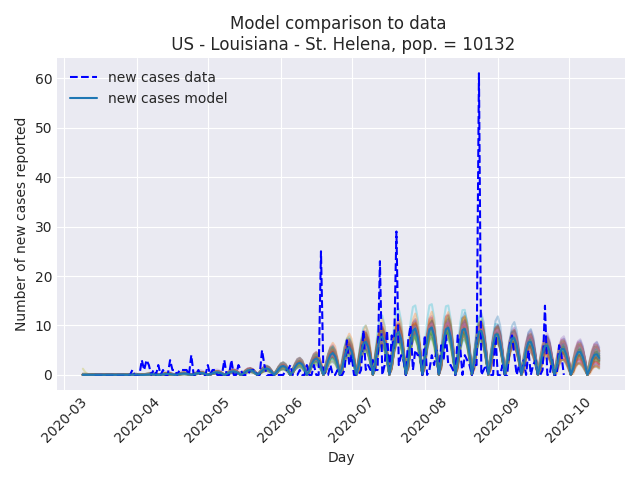 Model comparison to data
US - Louisiana - St. Helena, pop. = 10132
new cases data
new cases model
Number of new cases reported
60
50
40
30
20
10
0
2020-03
2020-04
2020-05
2020-06
2020-07
2020-08
2020-09
2020-10
Day